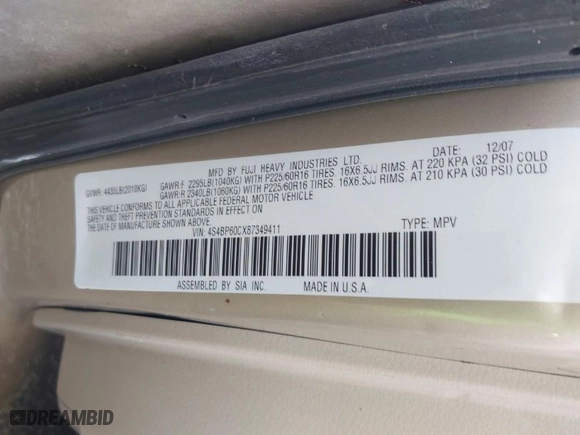 MFD BY FUJI HEAVY INDUSTRIES LTD. DATE: 12/07
GVWR: 4435LB(2010KG) GAWR:F 2295LB(1040KG) WITH P225/60R16 TIRES. 16X6.5JJ RIMS. AT 220 KPA (32 PSI) COLD
GAWR:R 2340LB(1060KG) WITH P225/60R16 TIRES. 16X6.5JJ RIMS. AT 210 KPA (30 PSI) COLD
THIS VEHICLE CONFORMS TO ALL APPLICABLE FEDERAL MOTOR VEHICLE
SAFETY AND THEFT PREVENTION STANDARDS IN EFFECT ON
THE DATE OF MANUFACTURE SHOWN ABOVE.
VIN: 4S4BP60CX87349411 TYPE: MPV
ASSEMBLED BY SIA INC. MADE IN U.S.A.
DREAMBID